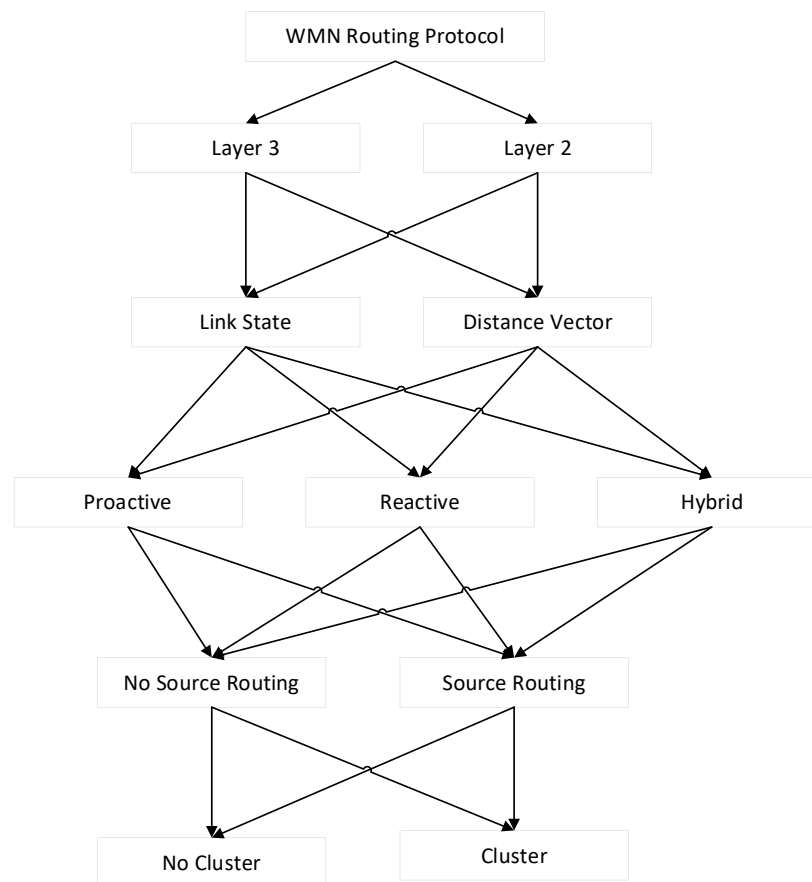 WMN Routing Protocol
Layer 3
Layer 2
Link State
Distance Vector
Proactive
Reactive
Hybrid
No Source Routing
Source Routing
No Cluster
Cluster